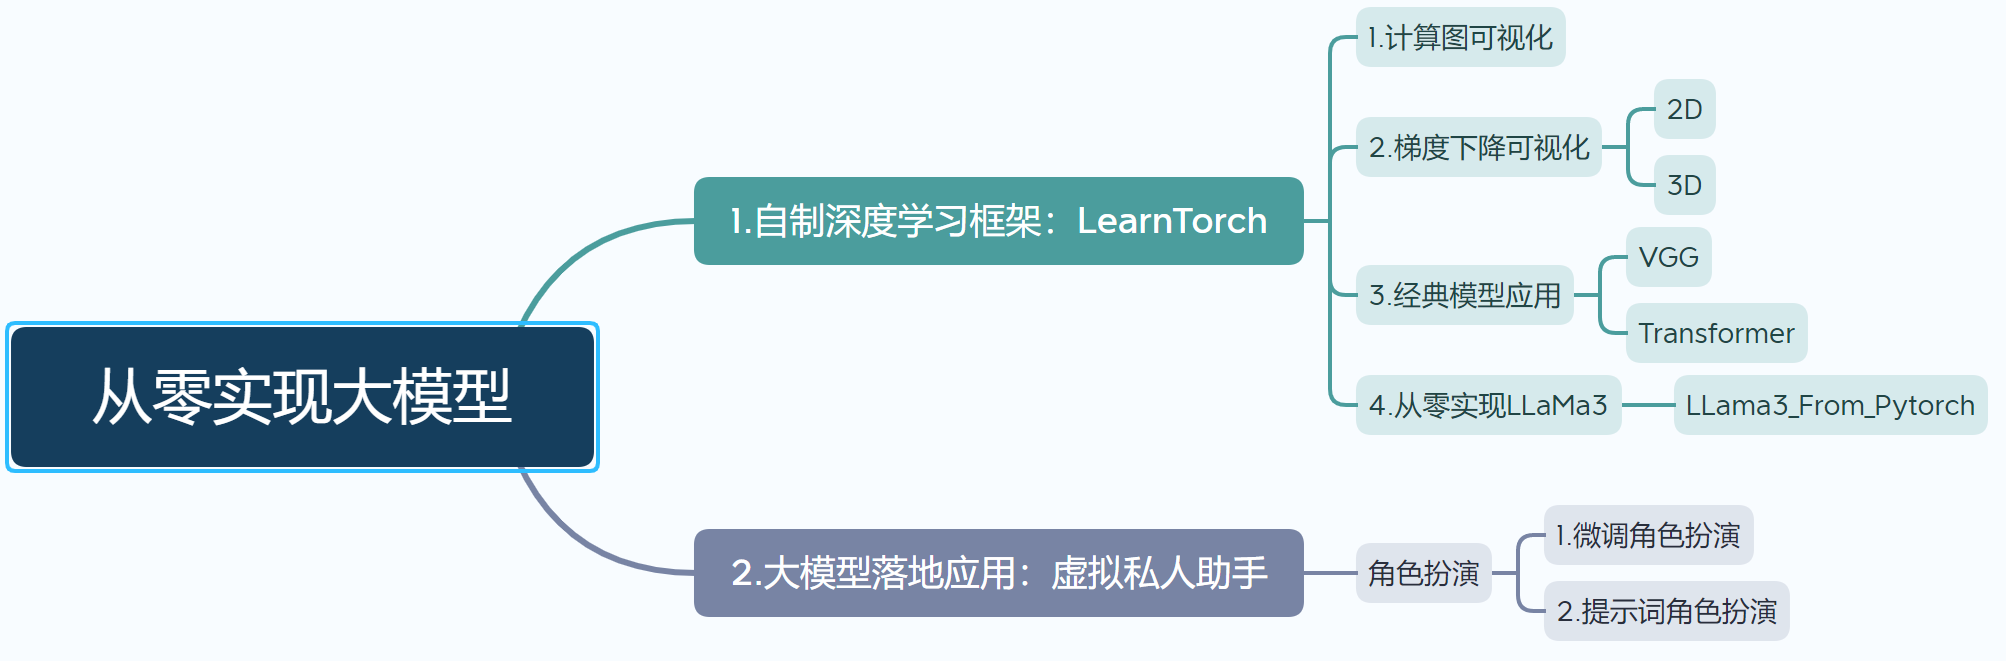 从零实现大模型
1.自制深度学习框架：LearnTorch
1.计算图可视化
2.梯度下降可视化
2D
3D
3.经典模型应用
VGG
Transformer
4.从零实现LLaMa3
LLama3_From_Pytorch
2.大模型落地应用：虚拟私人助手
角色扮演
1.微调角色扮演
2.提示词角色扮演